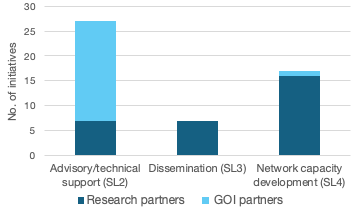 30
25
20
15
10
5
0
No. of initiatives
Advisory/technical support (SL2)
Dissemination (SL3)
Network capacity development (SL4)
Research partners
GOI partners